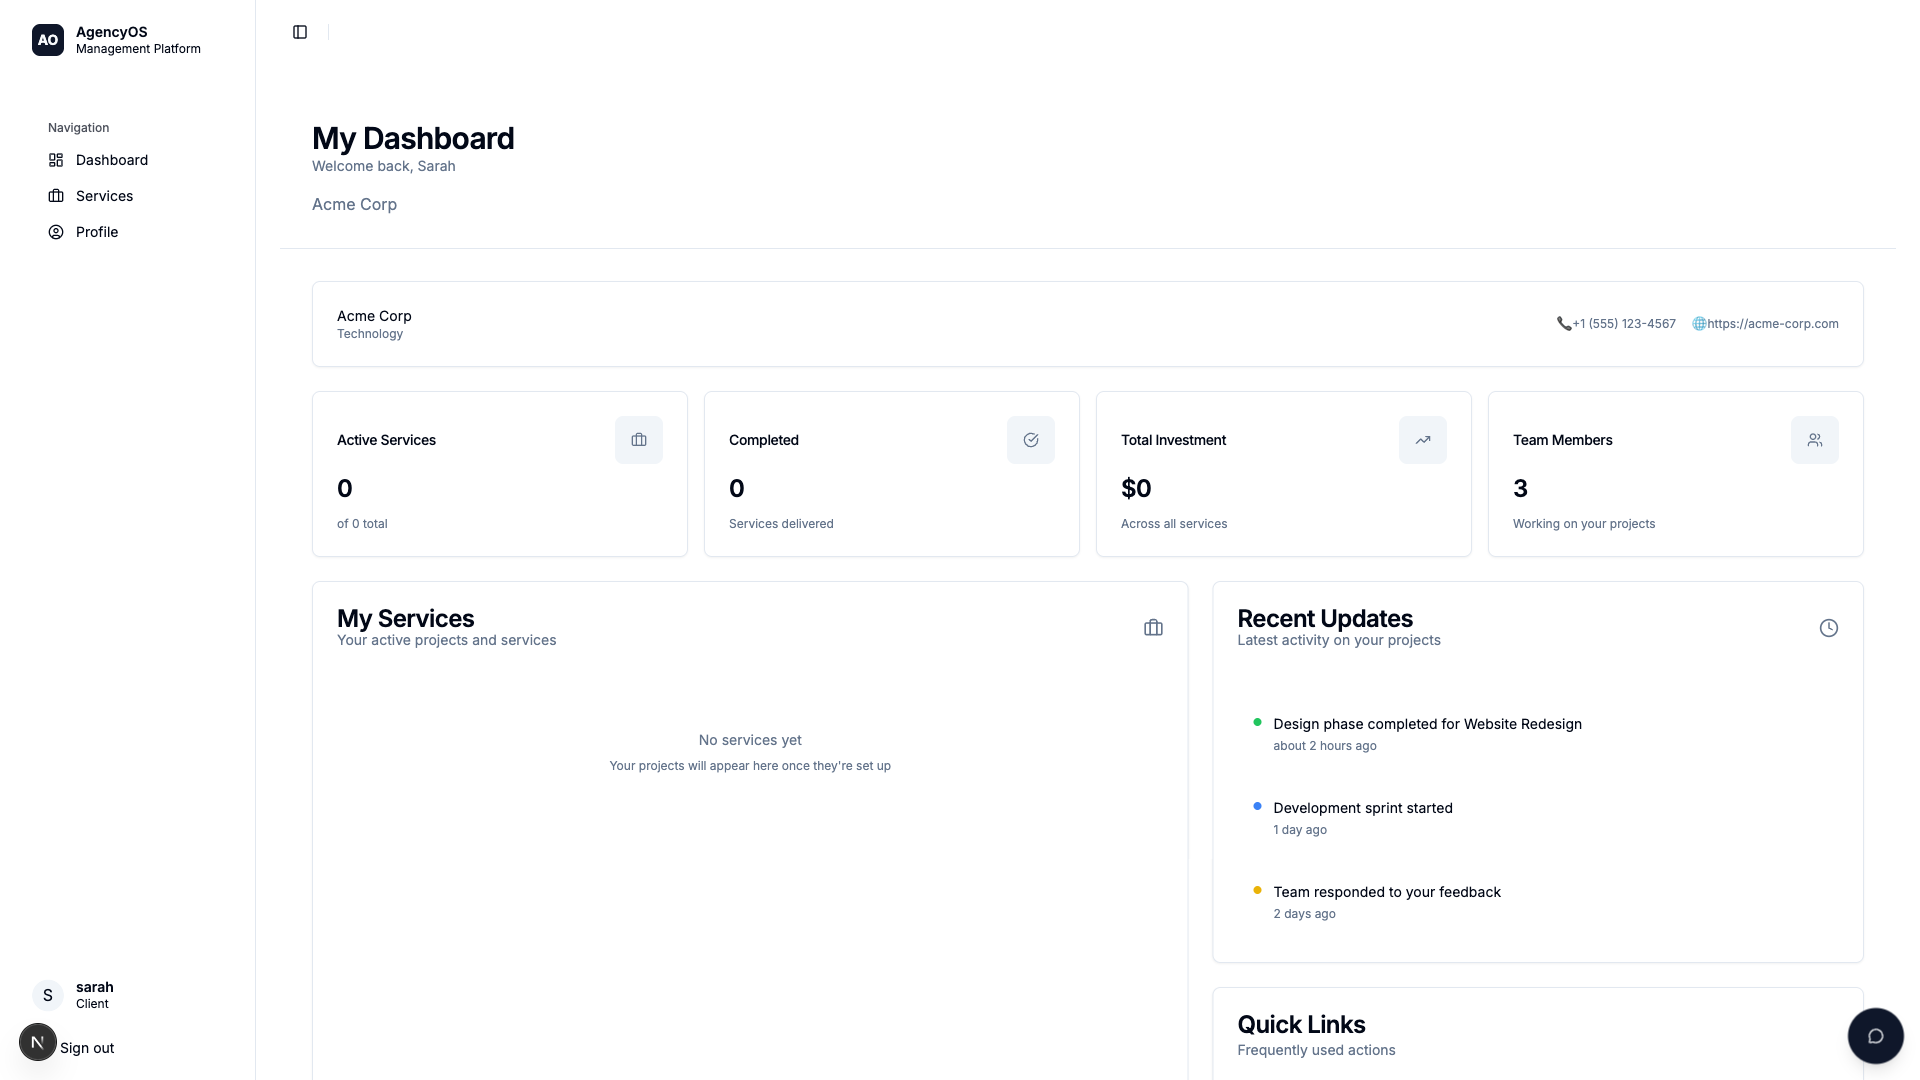 AO
AgencyOS
Management Platform
Navigation
Dashboard
Services
Profile
sarah
S
Client
N
Sign out
My Dashboard
Welcome back, Sarah
Acme Corp
Acme Corp
Technology
+1 (555) 123-4567
https://acme-corp.com
Active Services
0
of 0 total
Completed
0
Services delivered
Total Investment
$0
Across all services
Team Members
3
Working on your projects
My Services
Your active projects and services
No services yet
Your projects will appear here once they're set up
Recent Updates
Latest activity on your projects
Design phase completed for Website Redesign
about 2 hours ago
Development sprint started
1 day ago
Team responded to your feedback
2 days ago
Quick Links
Frequently used actions